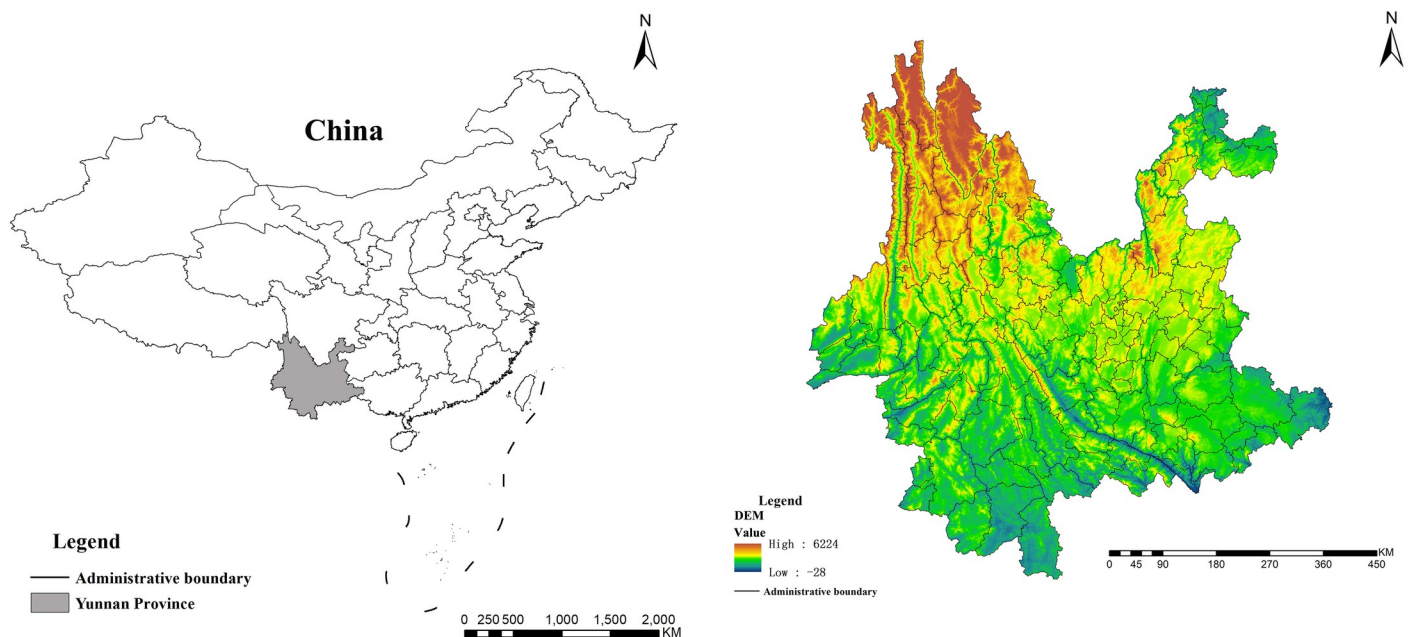 N
China
Legend
Administrative boundary
Yunnan Province
0 250 500 1,000 1,500 2,000
KM
N
Legend
DEM
Value
High : 6224
Low : -28
Administrative boundary
KM
0 45 90 180 270 360 450